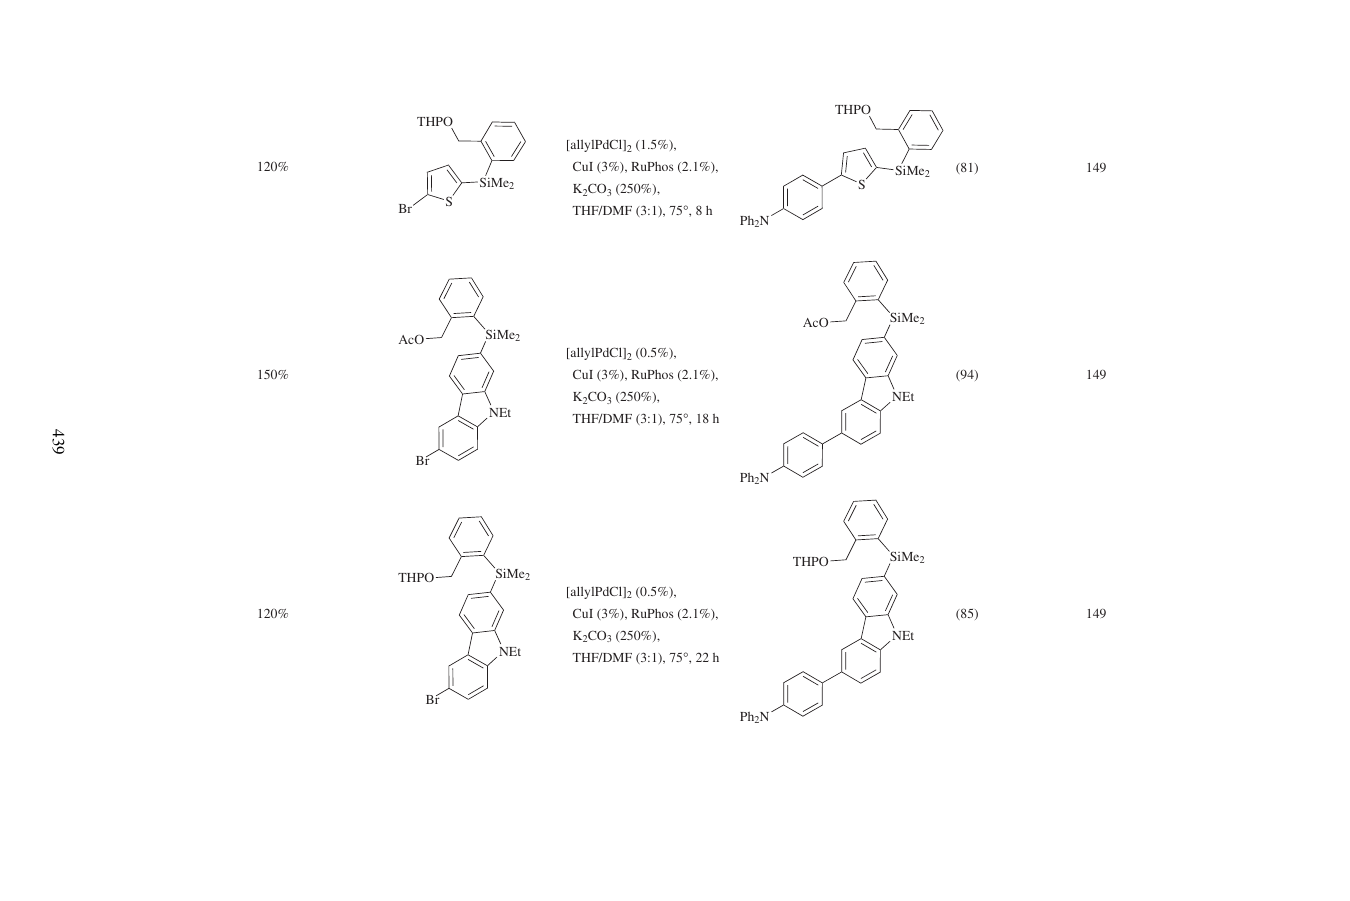 120%
THPO
SiMe2
S
Br
[allylPdCl]2 (1.5%),
CuI (3%), RuPhos (2.1%),
K2CO3 (250%),
THF/DMF (3:1), 75°, 8 h
THPO
SiMe2
S
Ph2N
(81)
149
150%
AcO
SiMe2
NEt
Br
[allylPdCl]2 (0.5%),
CuI (3%), RuPhos (2.1%),
K2CO3 (250%),
THF/DMF (3:1), 75°, 18 h
AcO
SiMe2
NEt
Ph2N
(94)
149
439
120%
THPO
SiMe2
NEt
Br
[allylPdCl]2 (0.5%),
CuI (3%), RuPhos (2.1%),
K2CO3 (250%),
THF/DMF (3:1), 75°, 22 h
THPO
SiMe2
NEt
Ph2N
(85)
149